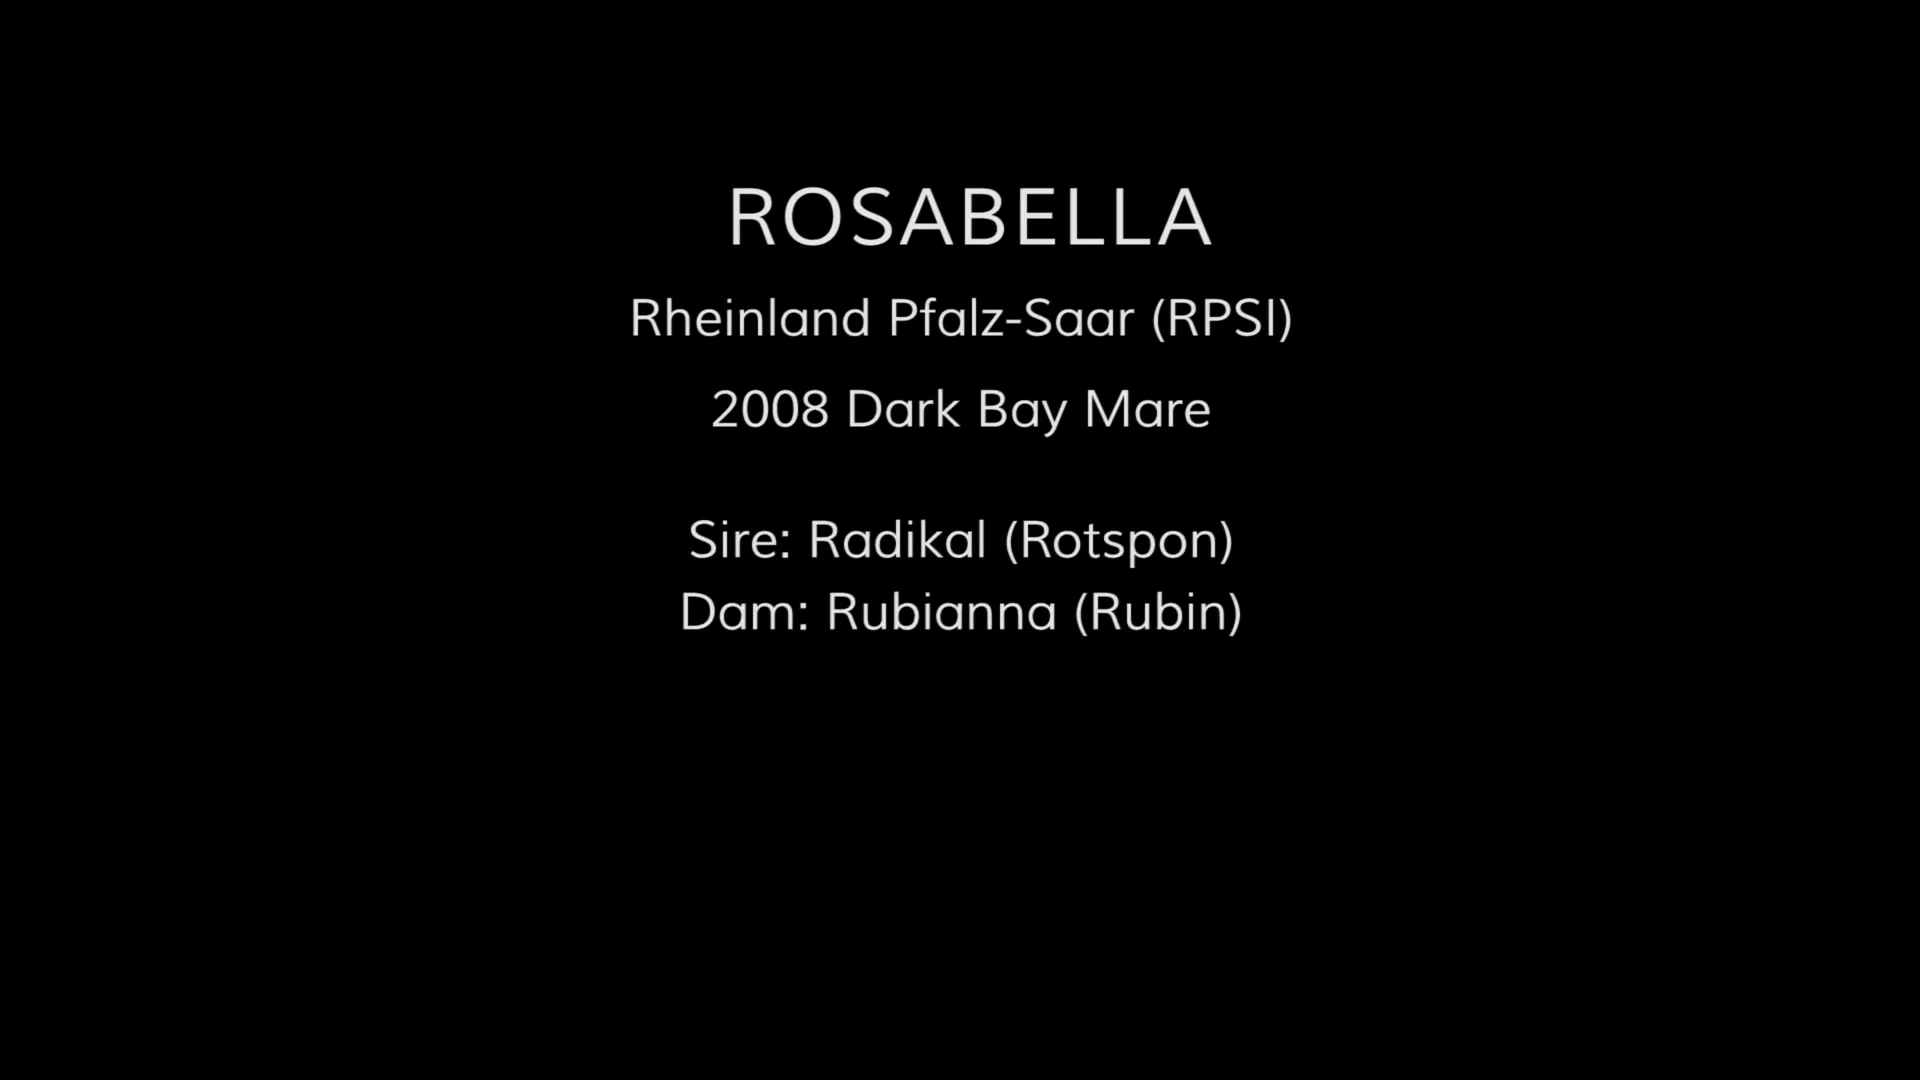 ROSABELLA
Rheinland Pfalz-Saar (RPSI)
2008 Dark Bay Mare
Sire: Radikal (Rotspon)
Dam: Rubianna (Rubin)